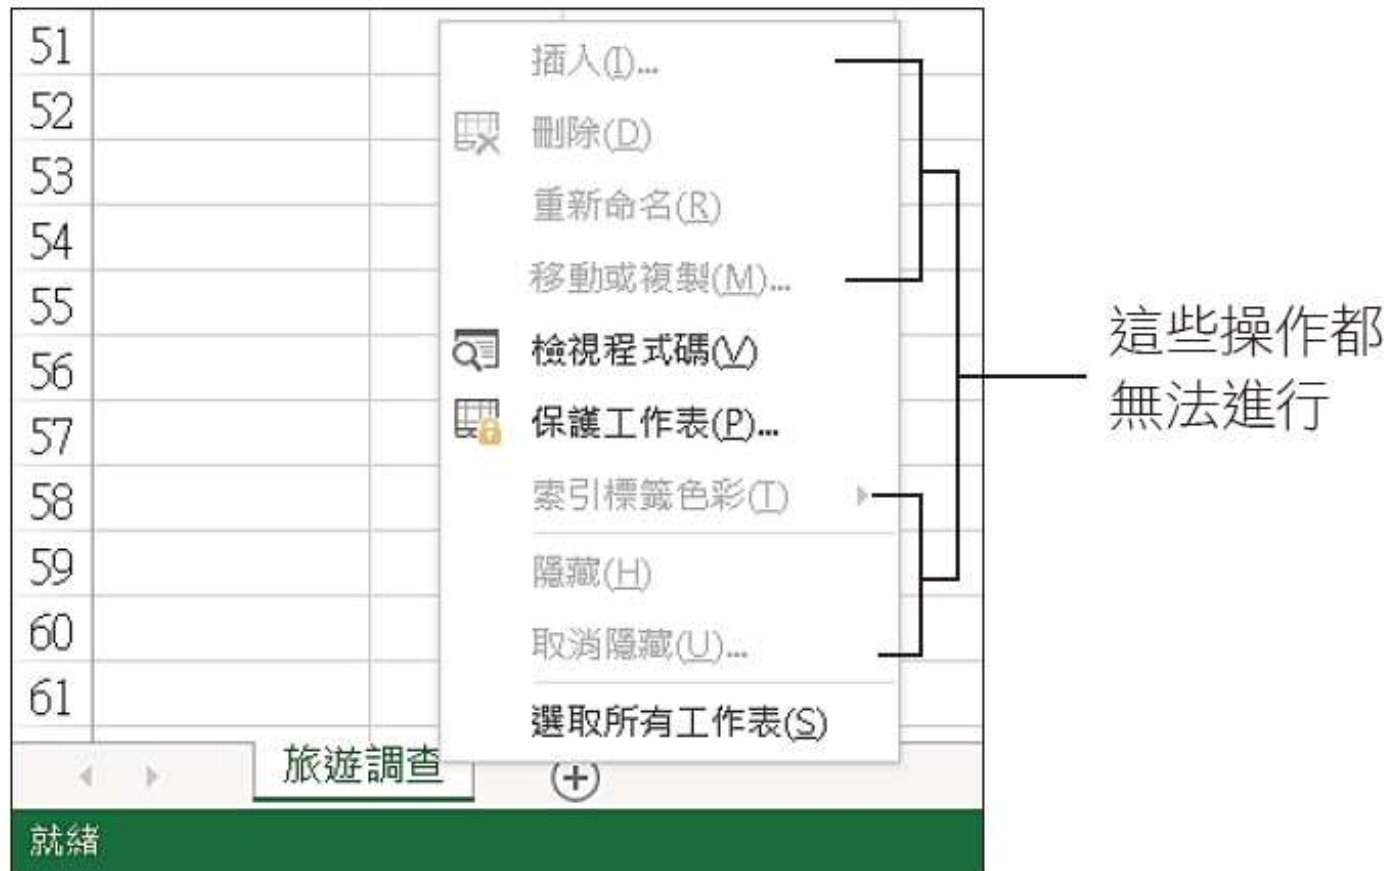 51
52
53
54
55
56
57
58
59
60
61
插入(I)...
刪除(D)
重新命名(R)
移動或複製(M)...
檢視程式碼(V)
保護工作表(P)...
索引標籤色彩(T)
隱藏(H)
取消隱藏(U)...
選取所有工作表(S)
這些操作都
無法進行
旅遊調查
就緒